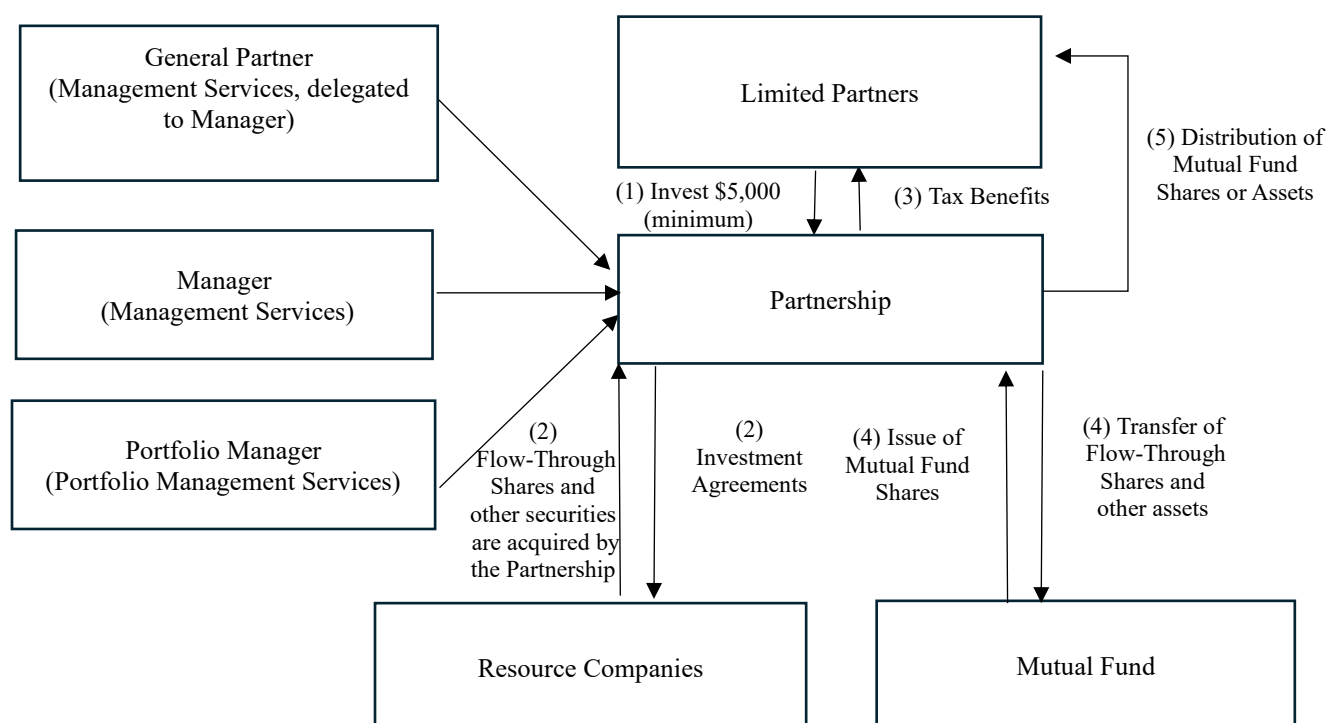 General Partner
(Management Services, delegated
to Manager)
Limited Partners
(5) Distribution of
Mutual Fund
Shares or Assets
(1) Invest $5,000
(minimum)
(3) Tax Benefits
Manager
(Management Services)
Partnership
Portfolio Manager
(Portfolio Management Services)
(2)
Flow-Through
Shares and
other securities
are acquired by
the Partnership
(2)
Investment
Agreements
(4) Issue of
Mutual Fund
Shares
(4) Transfer of
Flow-Through
Shares and
other assets
Resource Companies
Mutual Fund